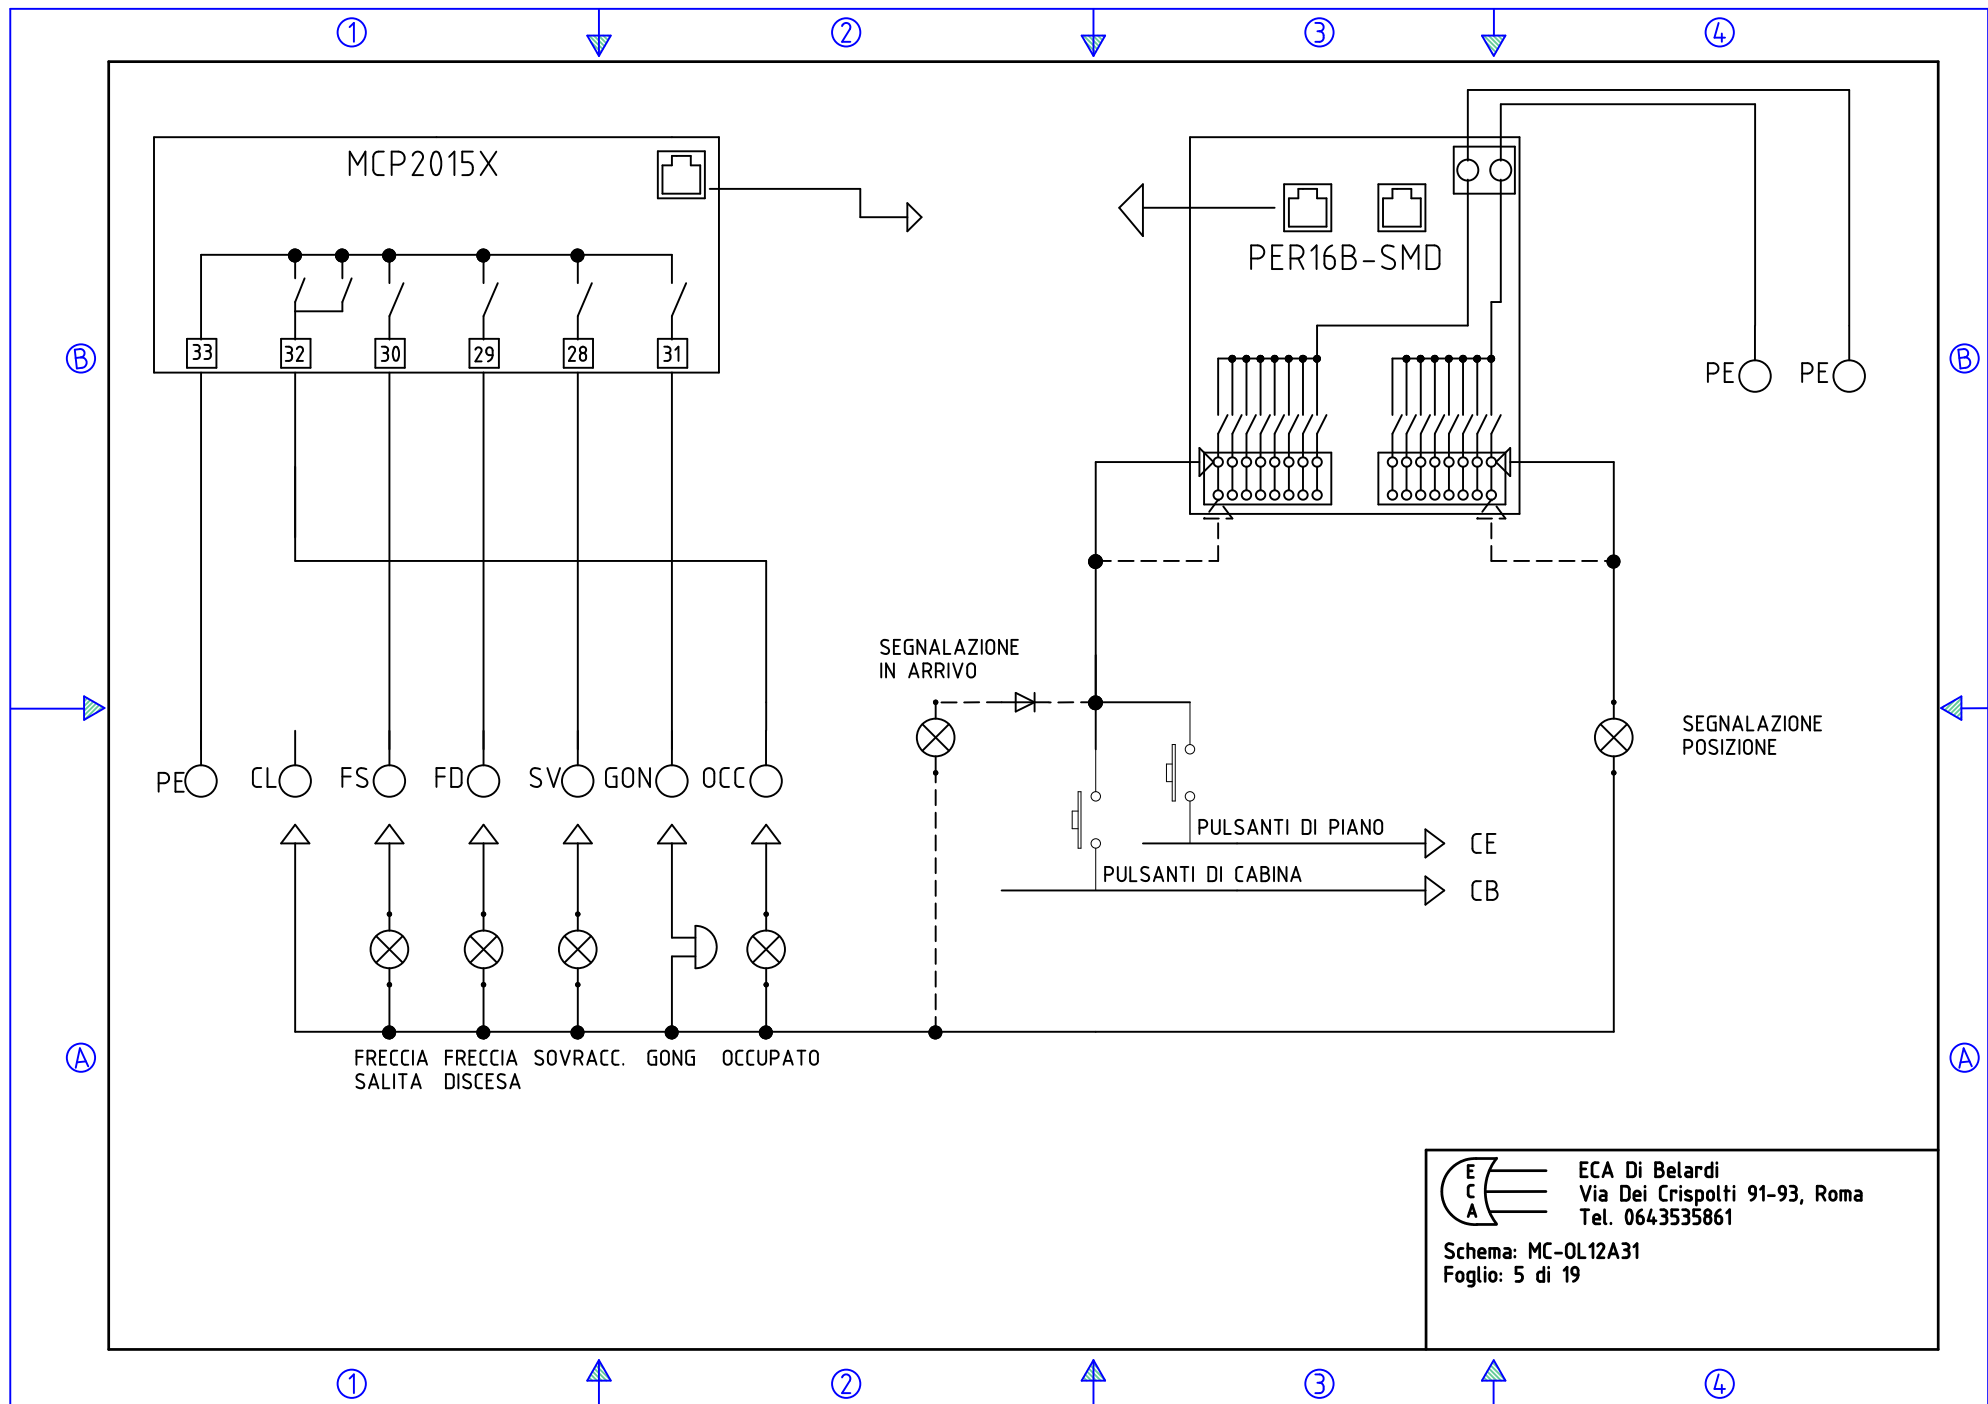 1 2 3 4
MCP2015X
PER16B-SMD
33 32 30 29 28 31
B
B
PE PE
SEGNALAZIONE
IN ARRIVO
SEGNALAZIONE
POSIZIONE
PE CL FS FD SV GON OCC
PULSANTI DI PIANO
CE
PULSANTI DI CABINA
CB
A
A
FRECCIA
SALITA
FRECCIA
DISCESA
SOVRACC.
GONG
OCCUPATO
E
C
A
ECA Di Belardi
Via Dei Crispolti 91-93, Roma
Tel. 0643535861
Schema: MC-OL12A31
Foglio: 5 di 19
1 2 3 4